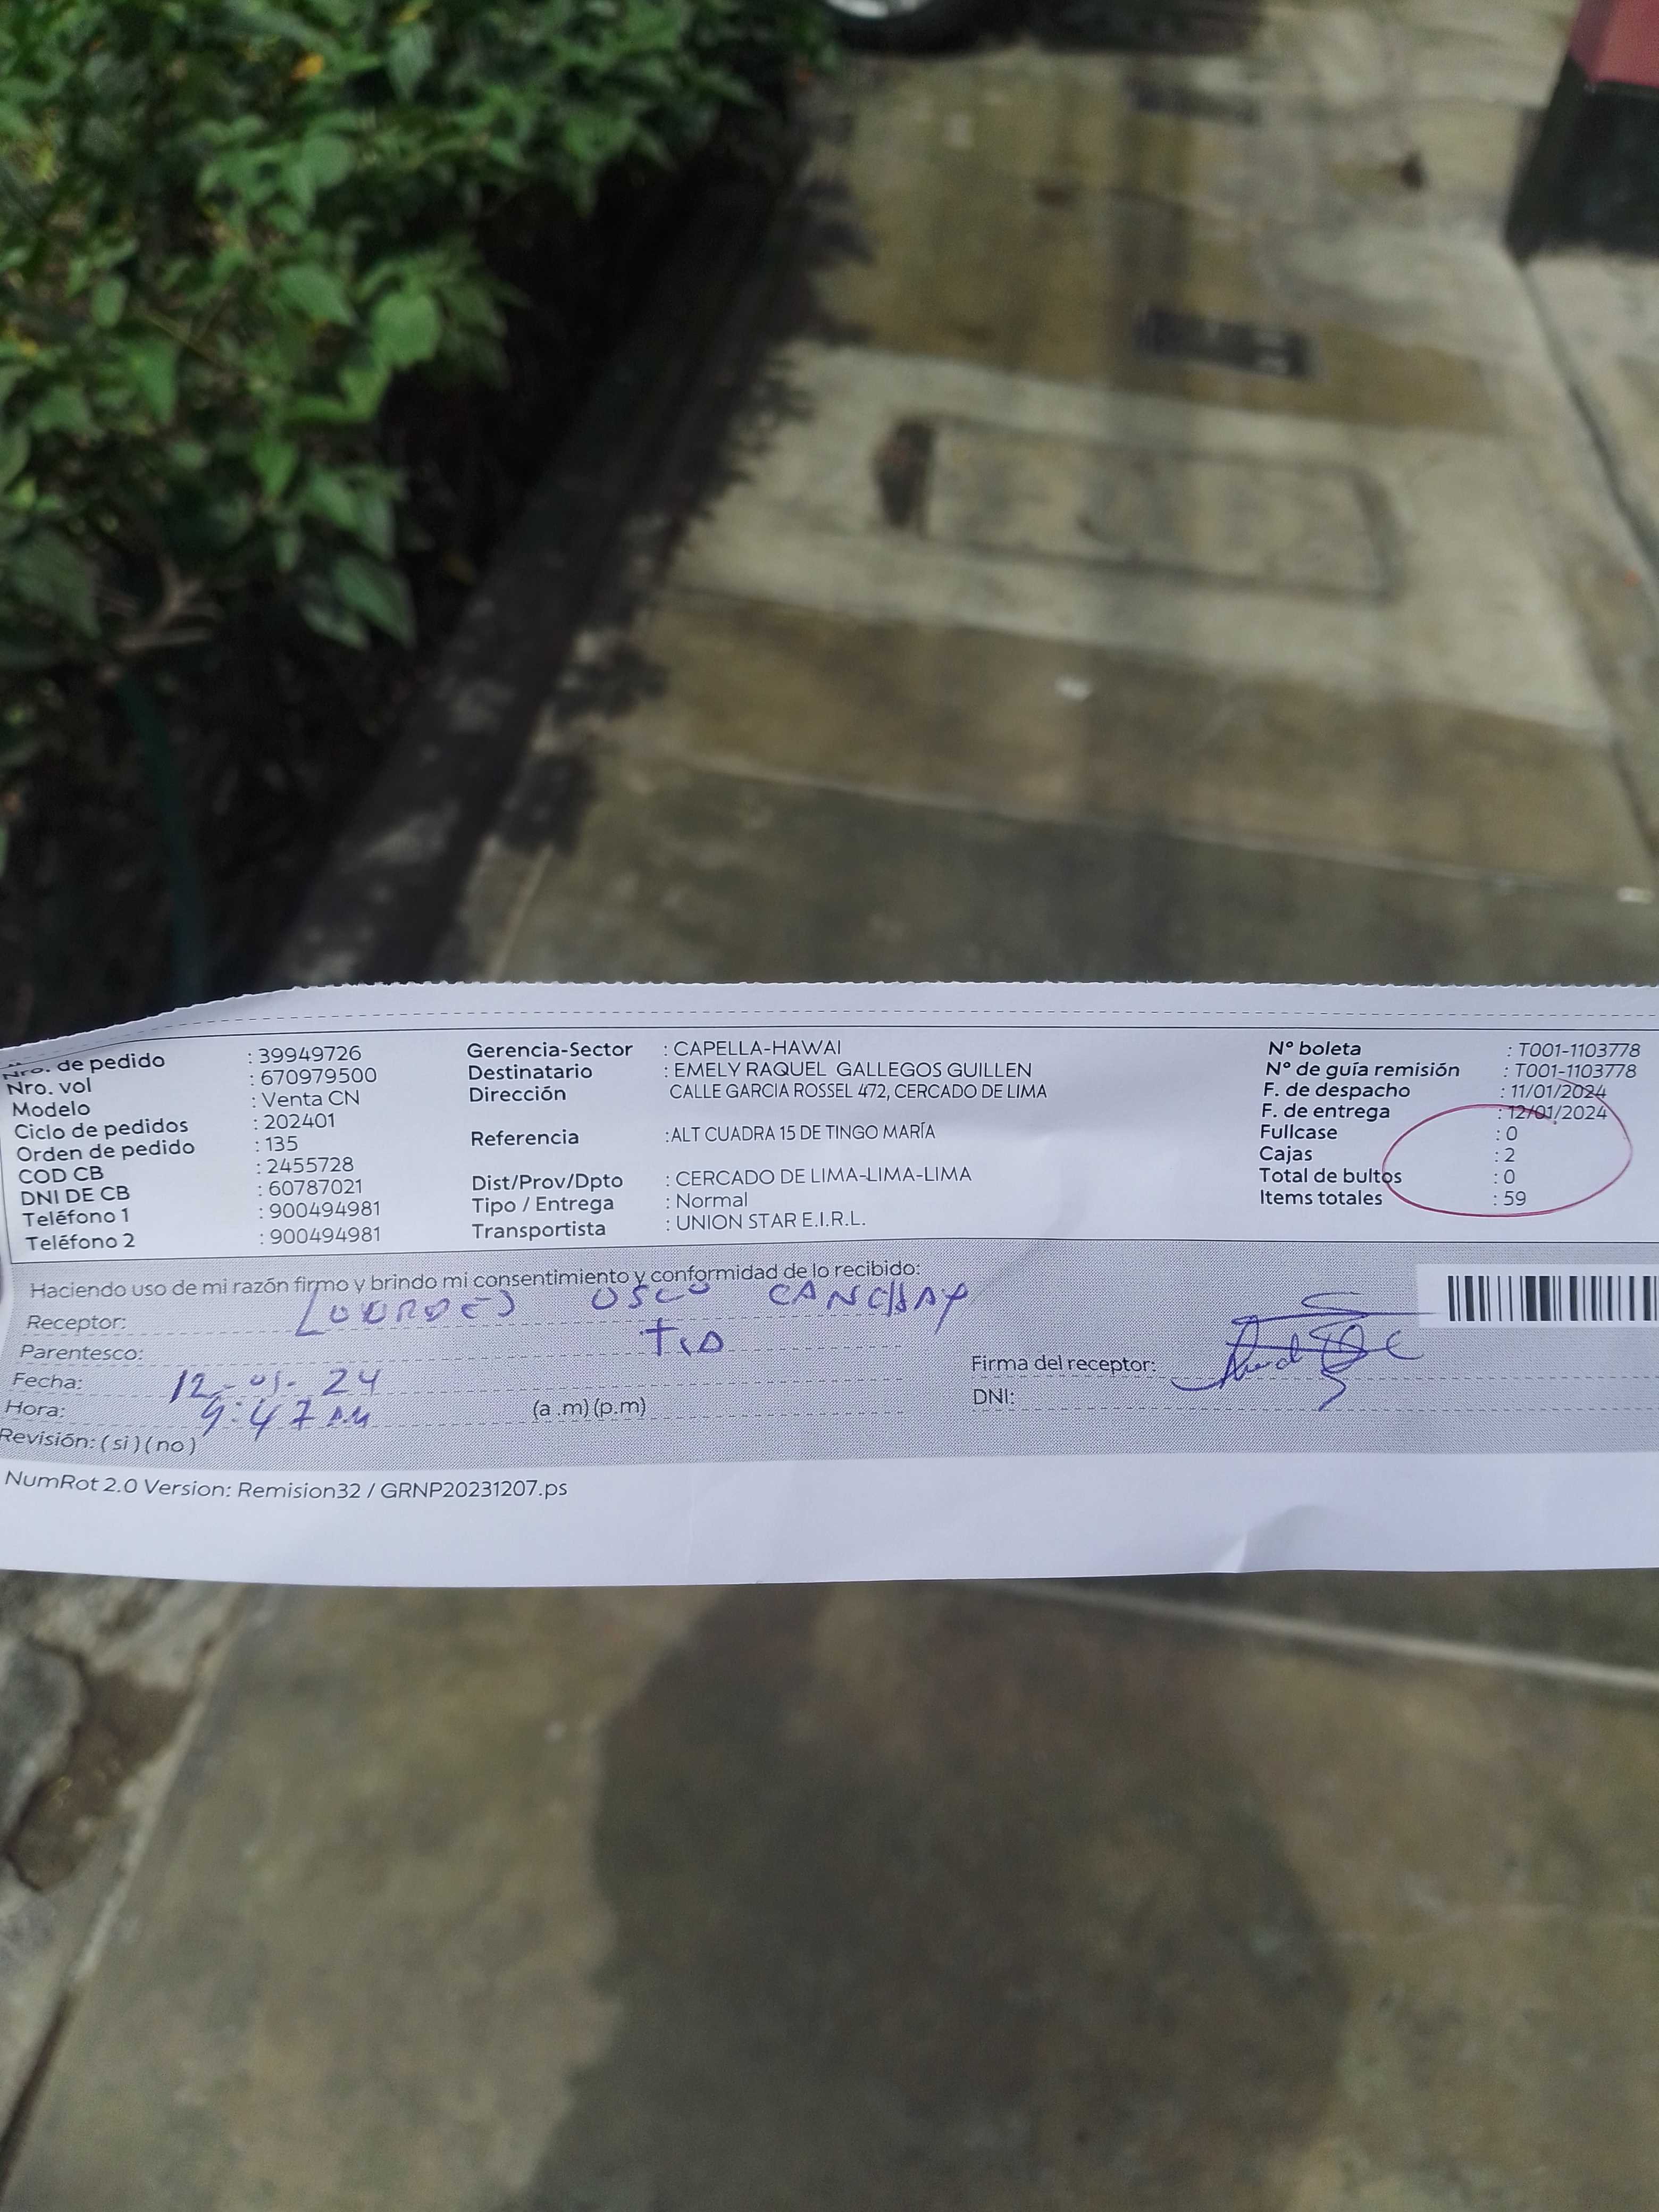 Nro. de pedido : 39949726
Nro. vol : 670979500
Modelo : Venta CN
Ciclo de pedidos : 202401
Orden de pedido : 135
COD CB : 2455728
DNI DE CB : 60787021
Teléfono 1 : 900494981
Teléfono 2 : 900494981
Gerencia-Sector : CAPELLA-HAWAI
Destinatario : EMELY RAQUEL GALLEGOS GUILLEN
Dirección CALLE GARCIA ROSSEL 472, CERCADO DE LIMA
Referencia :ALT CUADRA 15 DE TINGO MARÍA
Dist/Prov/Dpto : CERCADO DE LIMA-LIMA-LIMA
Tipo / Entrega : Normal
Transportista : UNION STAR E.I.R.L.
N° boleta : T001-1103778
N° de guía remisión : T001-1103778
F. de despacho : 11/01/2024
F. de entrega : 12/01/2024
Fullcase : 0
Cajas : 2
Total de bultos : 0
Items totales : 59
Haciendo uso de mi razón firmo y brindo mi consentimiento y conformidad de lo recibido:
Receptor: LOURDES OSCO CANCHAY
Parentesco: TIA
Fecha: 12-01-24
Hora: 9:47 AM (a .m) (p.m)
Revisión: ( si ) ( no )
Firma del receptor:
DNI:
NumRot 2.0 Version: Remision32 / GRNP20231207.ps